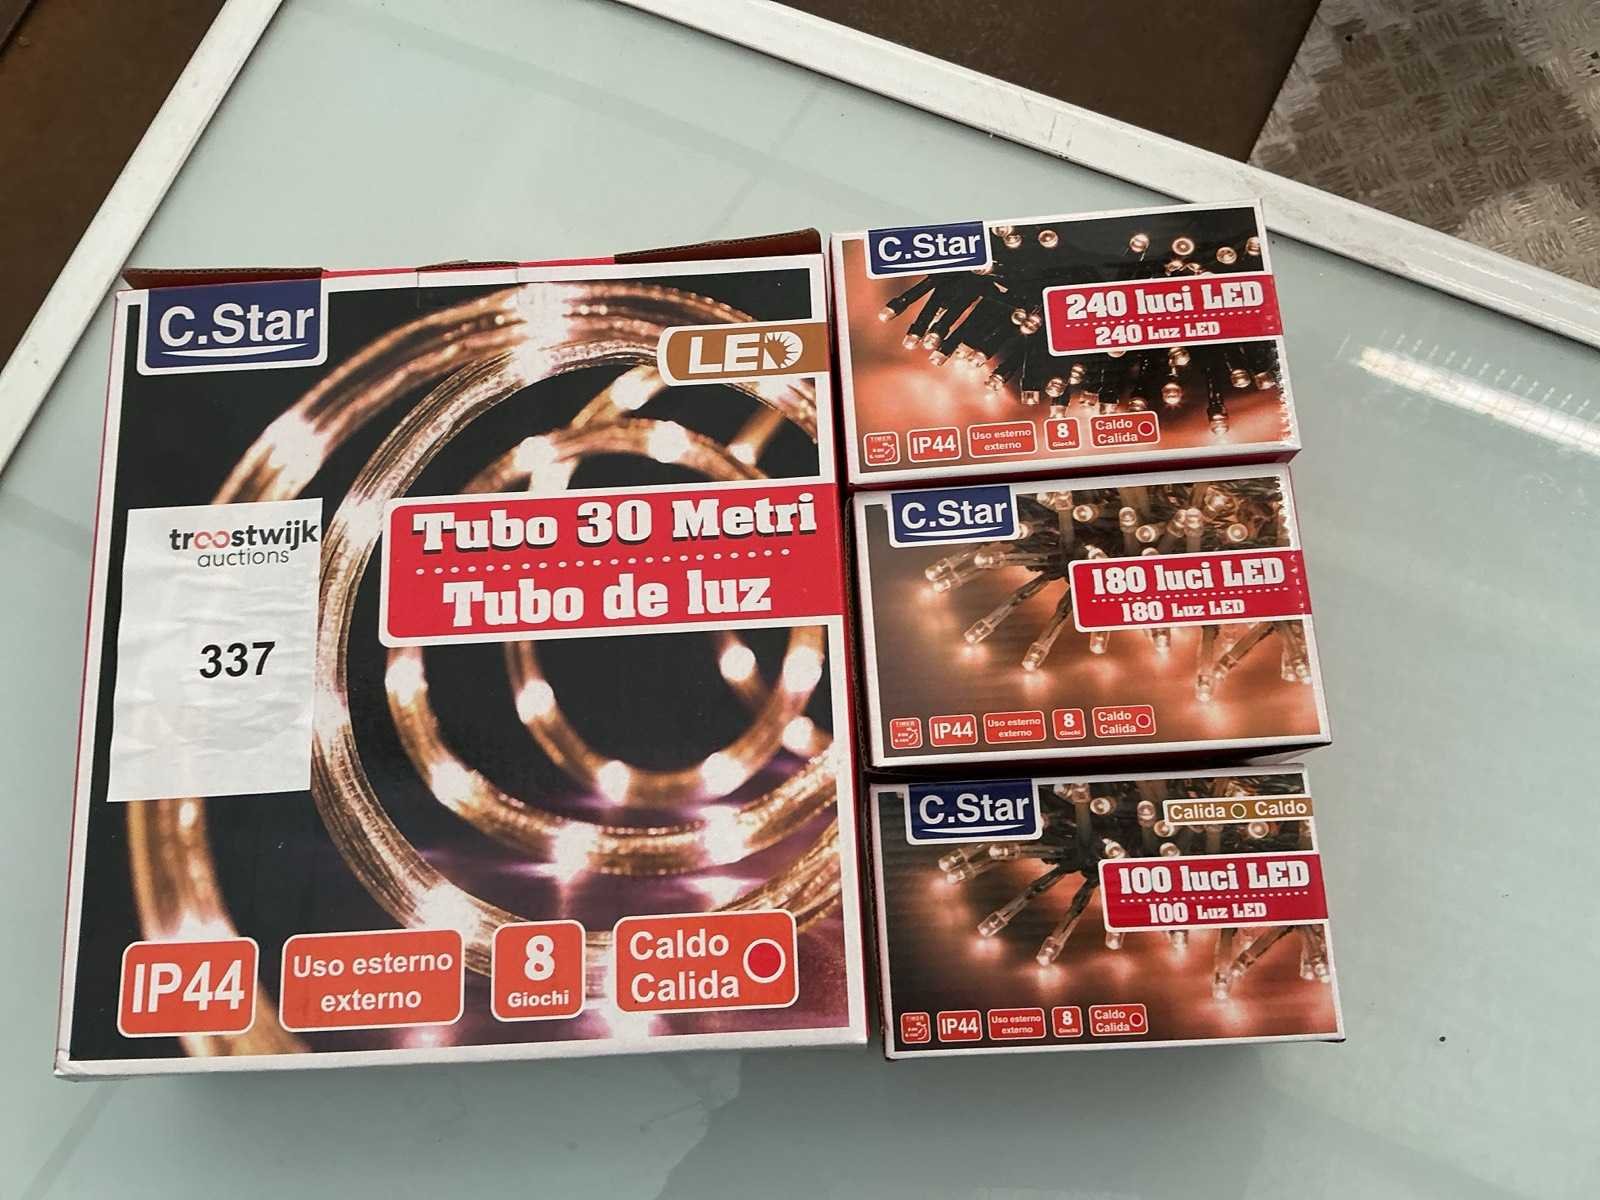 C.Star
LED
Tubo 30 Metri
Tubo de luz
troostwijk
auctions
337
IP44
Uso esterno
externo
8
Giochi
Caldo
Calida
C.Star
240 luci LED
240 Luz LED
TIMER
IP44
Uso esterno
externo
8
Giochi
Caldo
Calida
C.Star
180 luci LED
180 Luz LED
TIMER
IP44
Uso esterno
externo
8
Giochi
Caldo
Calida
C.Star
Calida Caldo
100 luci LED
100 Luz LED
TIMER
IP44
Uso esterno
externo
8
Giochi
Caldo
Calida